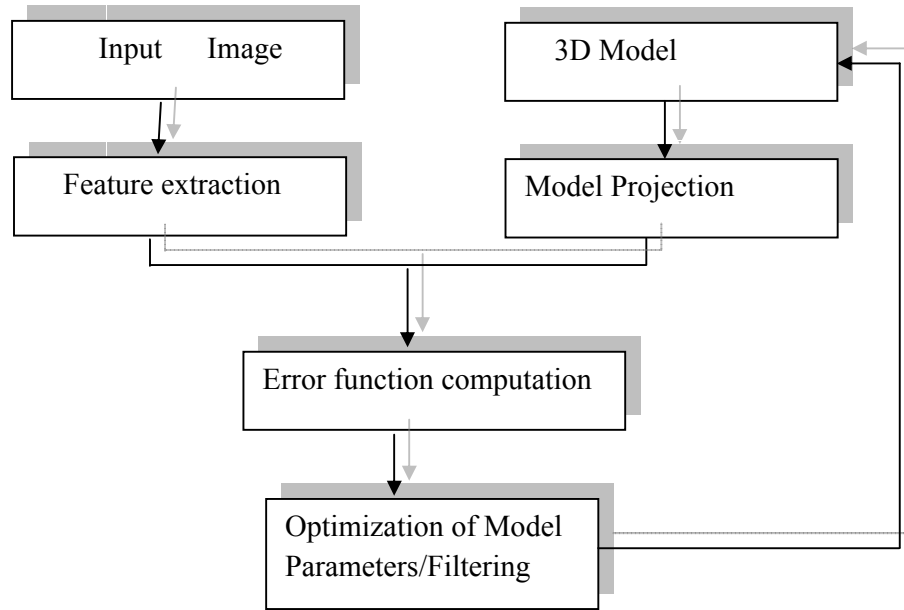 Input Image
3D Model
Feature extraction
Model Projection
Error function computation
Optimization of Model
Parameters/Filtering